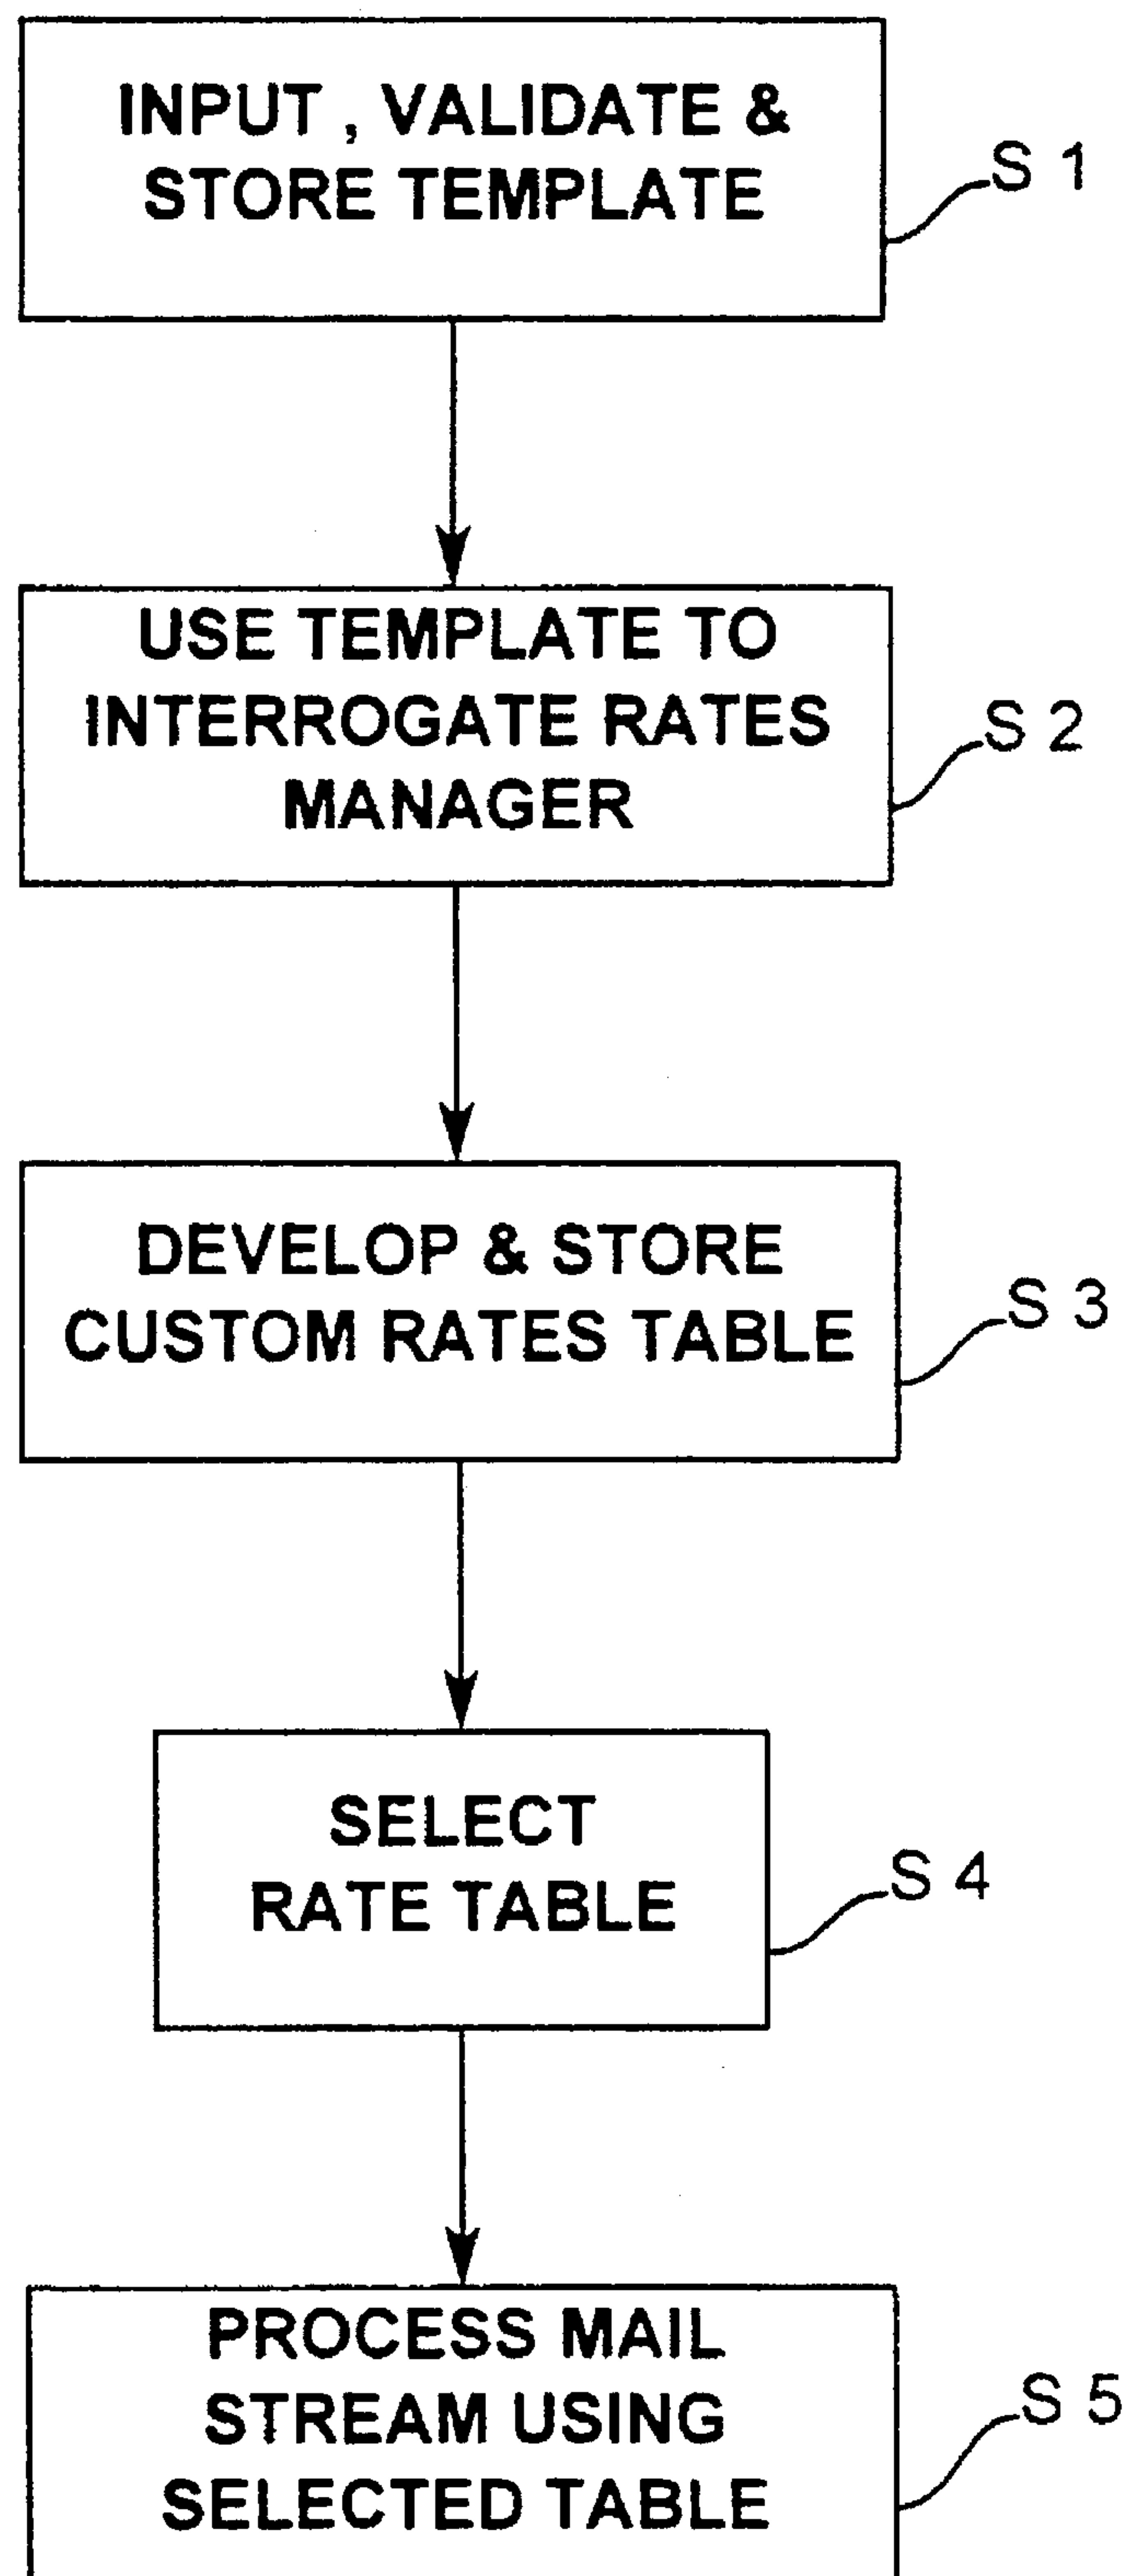 INPUT , VALIDATE &
STORE TEMPLATE
S 1
USE TEMPLATE TO
INTERROGATE RATES
MANAGER
S 2
DEVELOP & STORE
CUSTOM RATES TABLE
S 3
SELECT
RATE TABLE
S 4
PROCESS MAIL
STREAM USING
SELECTED TABLE
S 5